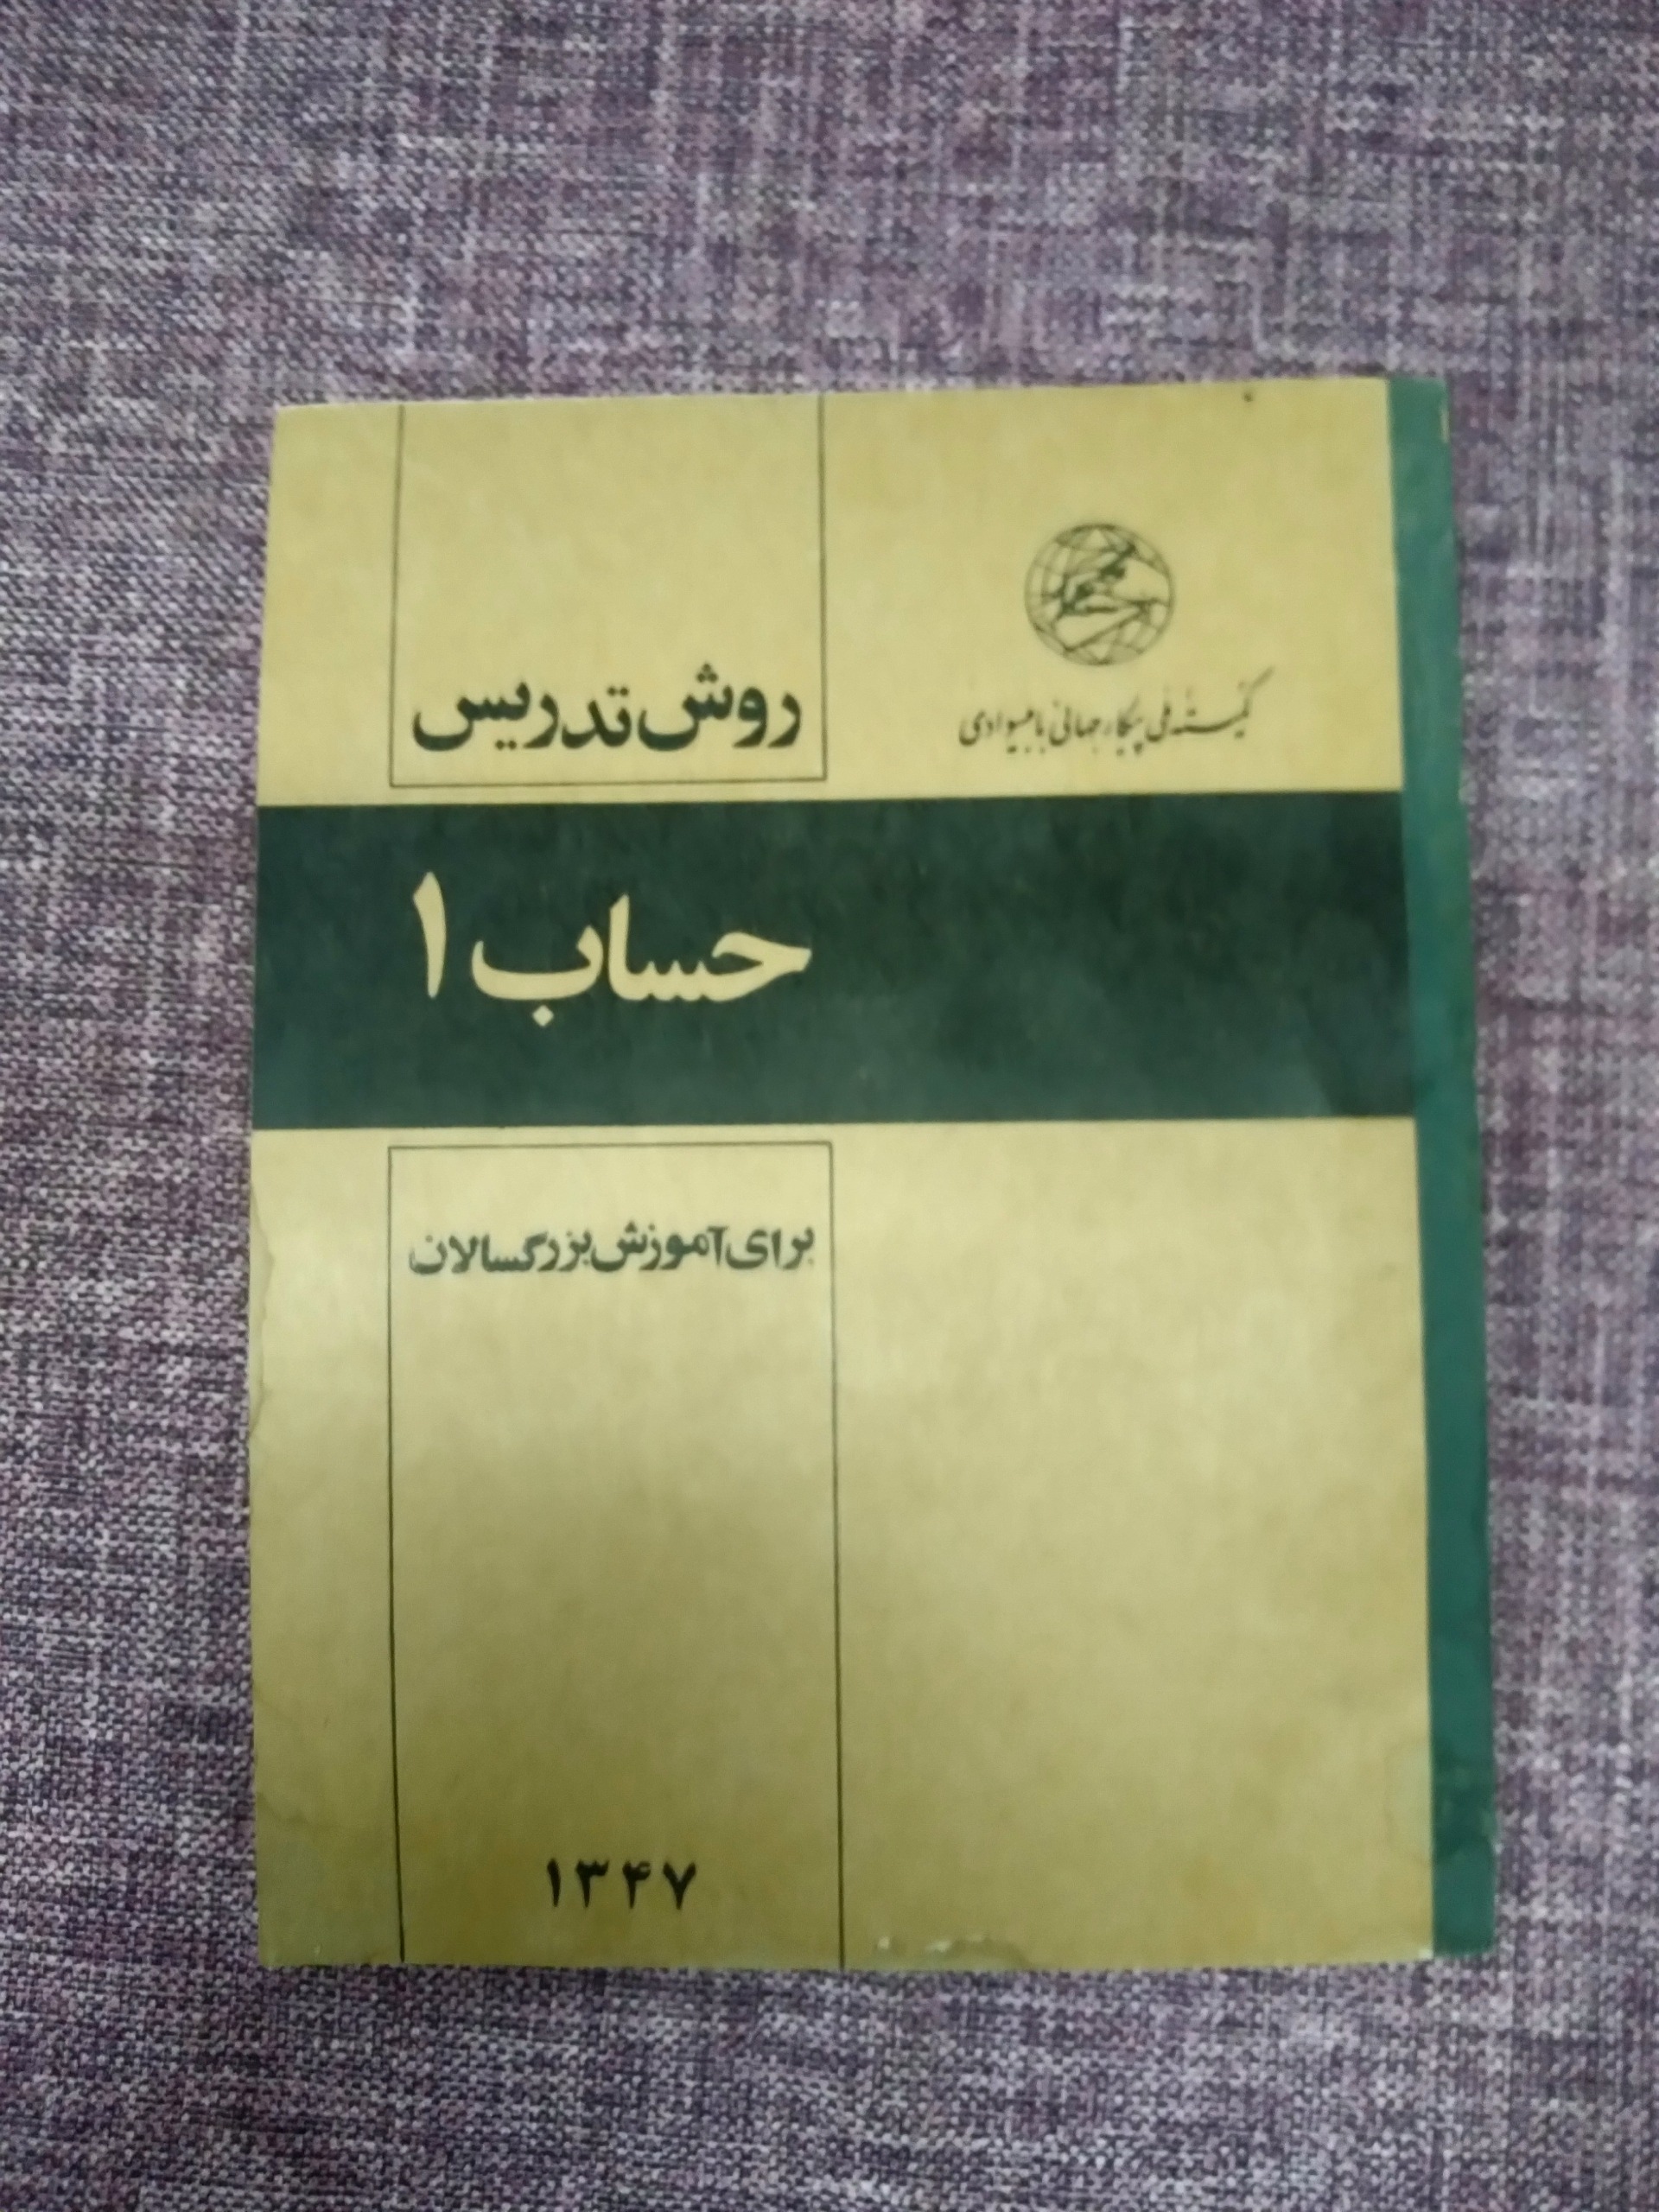 کمیته ملی پیکار جهانی با بیسوادی
روش تدریس
حساب ۱
برای آموزش بزرگسالان
۱۳۴۷